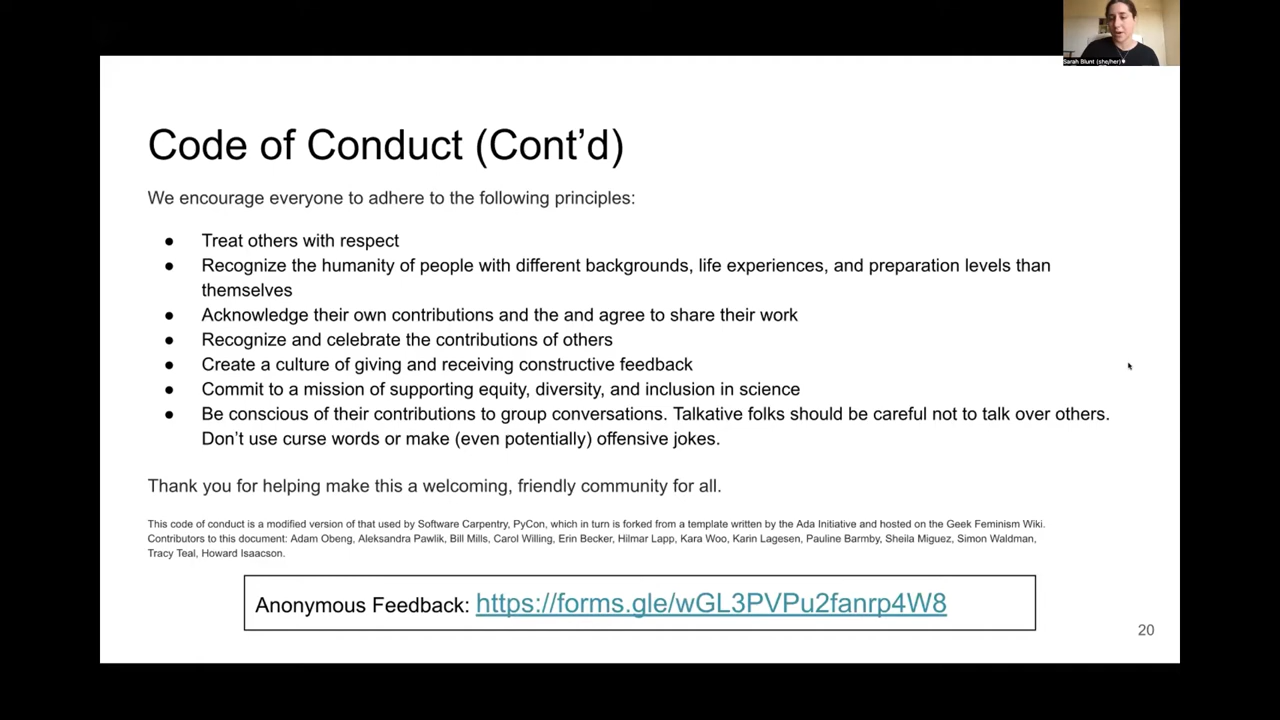 Sarah Blunt (she/her)
Code of Conduct (Cont’d)
We encourage everyone to adhere to the following principles:
● Treat others with respect
● Recognize the humanity of people with different backgrounds, life experiences, and preparation levels than
themselves
● Acknowledge their own contributions and the and agree to share their work
● Recognize and celebrate the contributions of others
● Create a culture of giving and receiving constructive feedback
● Commit to a mission of supporting equity, diversity, and inclusion in science
● Be conscious of their contributions to group conversations. Talkative folks should be careful not to talk over others.
Don’t use curse words or make (even potentially) offensive jokes.
Thank you for helping make this a welcoming, friendly community for all.
This code of conduct is a modified version of that used by Software Carpentry, PyCon, which in turn is forked from a template written by the Ada Initiative and hosted on the Geek Feminism Wiki.
Contributors to this document: Adam Obeng, Aleksandra Pawlik, Bill Mills, Carol Willing, Erin Becker, Hilmar Lapp, Kara Woo, Karin Lagesen, Pauline Barmby, Sheila Miguez, Simon Waldman,
Tracy Teal, Howard Isaacson.
Anonymous Feedback: https://forms.gle/wGL3PVPu2fanrp4W8
20